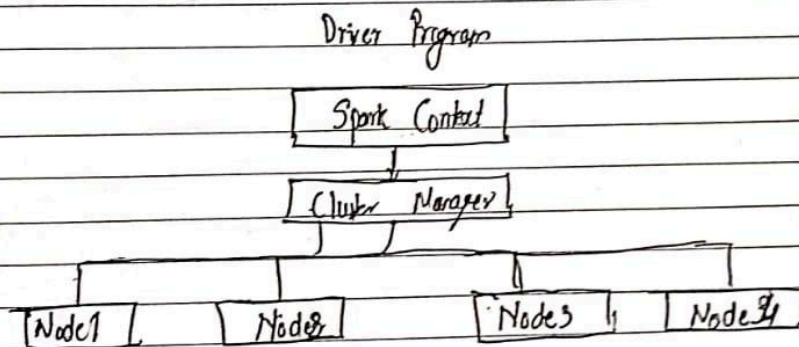 Driver Program
Spark Context
Cluster Manager
Node1 Node2 Node3 Node4